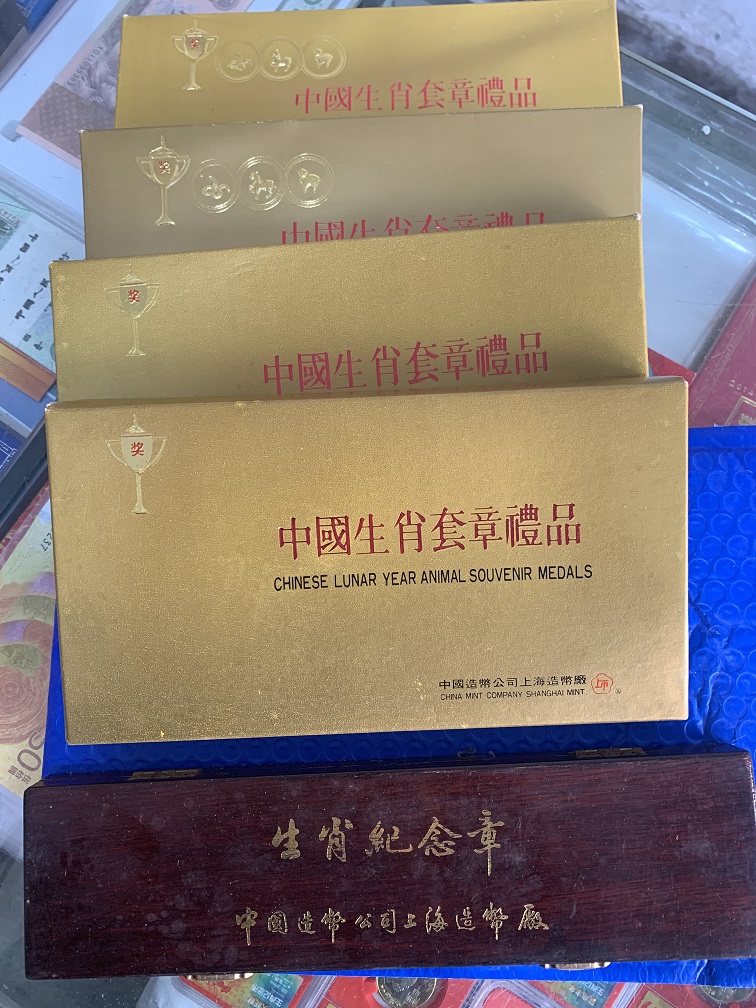 奖
中國生肖套章禮品
奖
中國生肖套章禮品
奖
中國生肖套章禮品
奖
中國生肖套章禮品
CHINESE LUNAR YEAR ANIMAL SOUVENIR MEDALS
中國造幣公司上海造幣廠
CHINA MINT COMPANY SHANGHAI MINT
®
生肖紀念章
中國造幣公司上海造幣廠